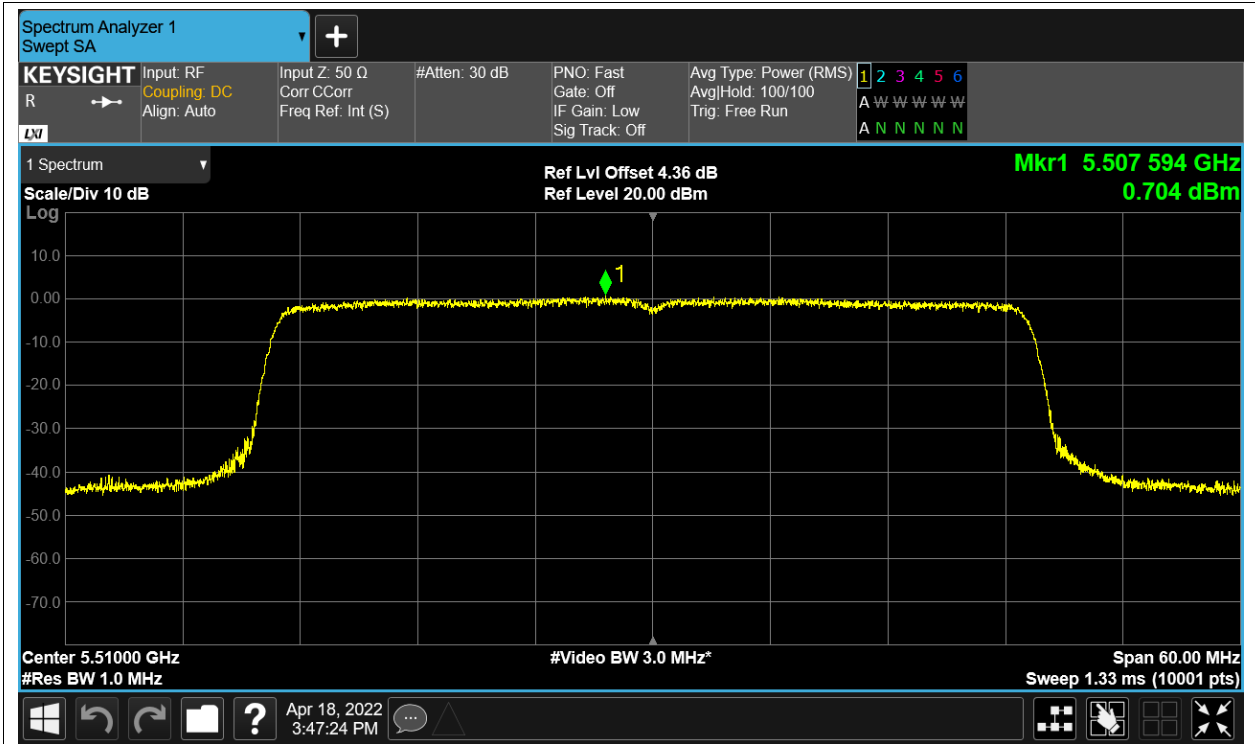 Spectrum Analyzer 1
Swept SA
+
KEYSIGHT
R
LXI
Input: RF
Coupling: DC
Align: Auto
Input Z: 50 Ω
Corr CCorr
Freq Ref: Int (S)
#Atten: 30 dB
PNO: Fast
Gate: Off
IF Gain: Low
Sig Track: Off
Avg Type: Power (RMS)
Avg|Hold: 100/100
Trig: Free Run
1 2 3 4 5 6
A W W W W W
A N N N N N
1 Spectrum
Scale/Div 10 dB
Log
Ref Lvl Offset 4.36 dB
Ref Level 20.00 dBm
Mkr1 5.507 594 GHz
0.704 dBm
10.0
0.00
-10.0
-20.0
-30.0
-40.0
-50.0
-60.0
-70.0
1
Center 5.51000 GHz
#Res BW 1.0 MHz
#Video BW 3.0 MHz*
Span 60.00 MHz
Sweep 1.33 ms (10001 pts)
?
Apr 18, 2022
3:47:24 PM